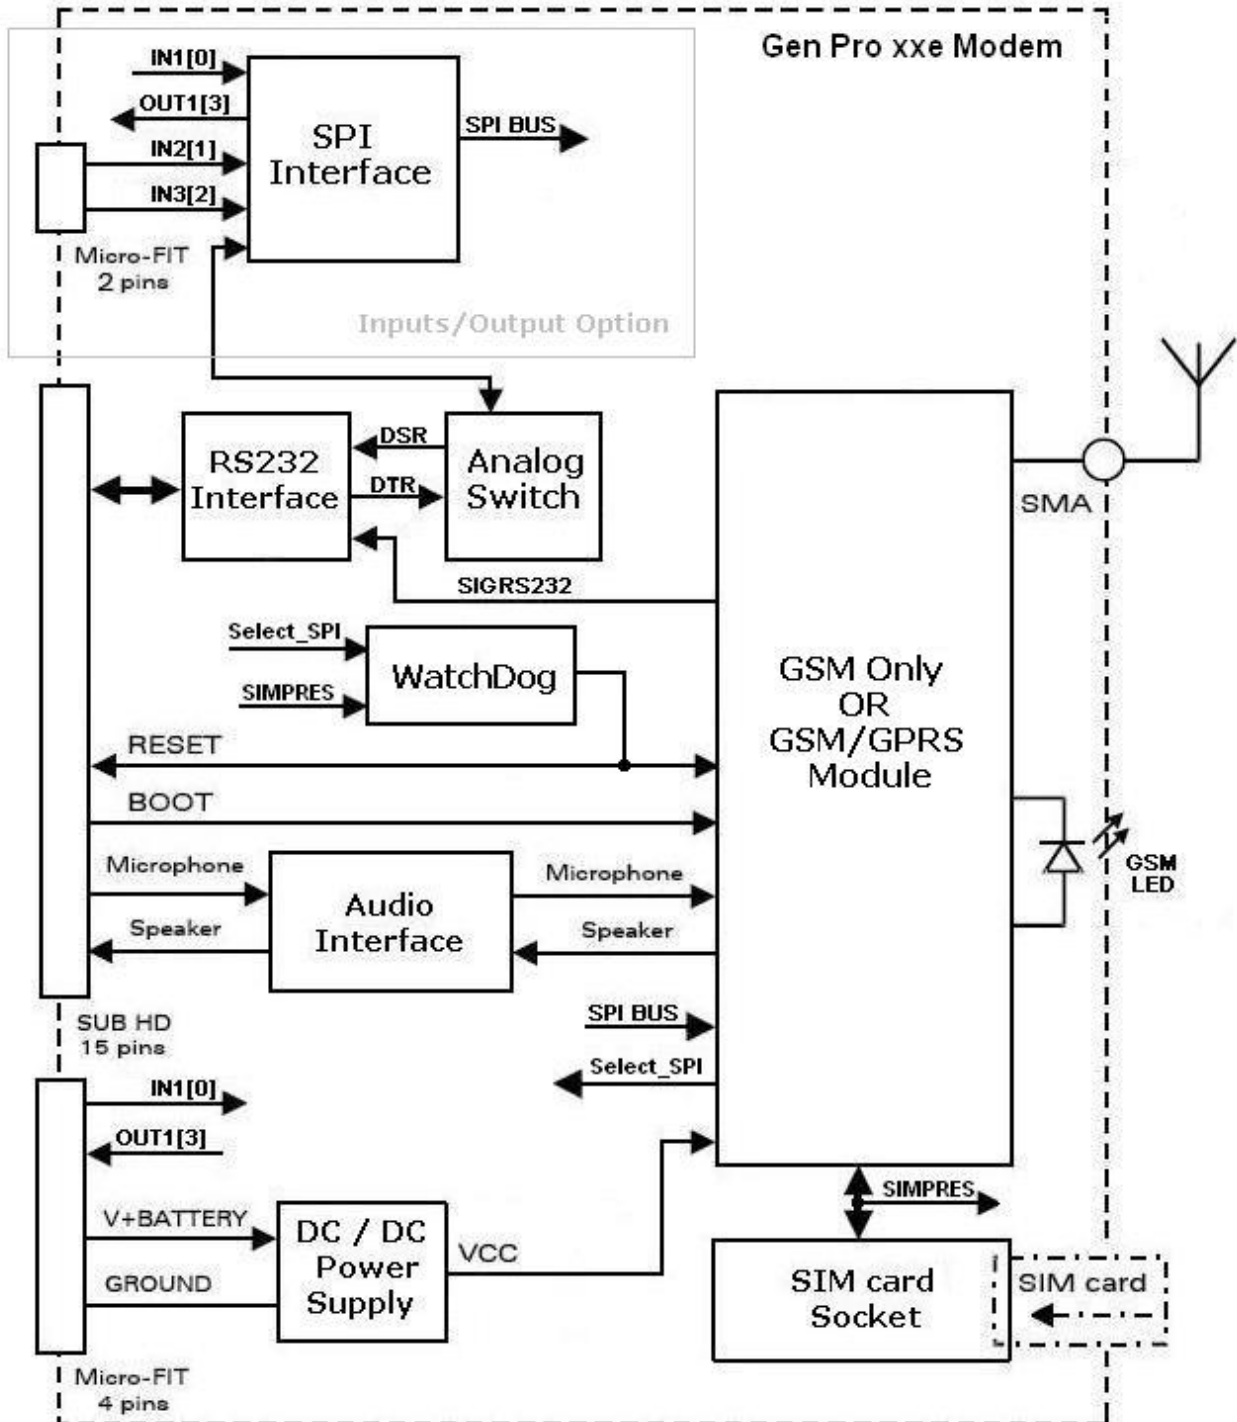 Gen Pro xxe Modem
IN1[0]
OUT1[3]
IN2[1]
IN3[2]
SPI
Interface
SPI BUS
Micro-FIT
2 pins
Inputs/Output Option
RS232
Interface
DSR
DTR
Analog
Switch
SMA
SIGRS232
Select_SPI
SIMPRES
WatchDog
GSM Only
OR
GSM/GPRS
Module
RESET
BOOT
Microphone
Speaker
Audio
Interface
Microphone
Speaker
GSM
LED
SPI BUS
Select_SPI
SUB HD
15 pins
IN1[0]
OUT1[3]
V+BATTERY
GROUND
DC / DC
Power
Supply
VCC
SIMPRES
SIM card
Socket
SIM card
Micro-FIT
4 pins